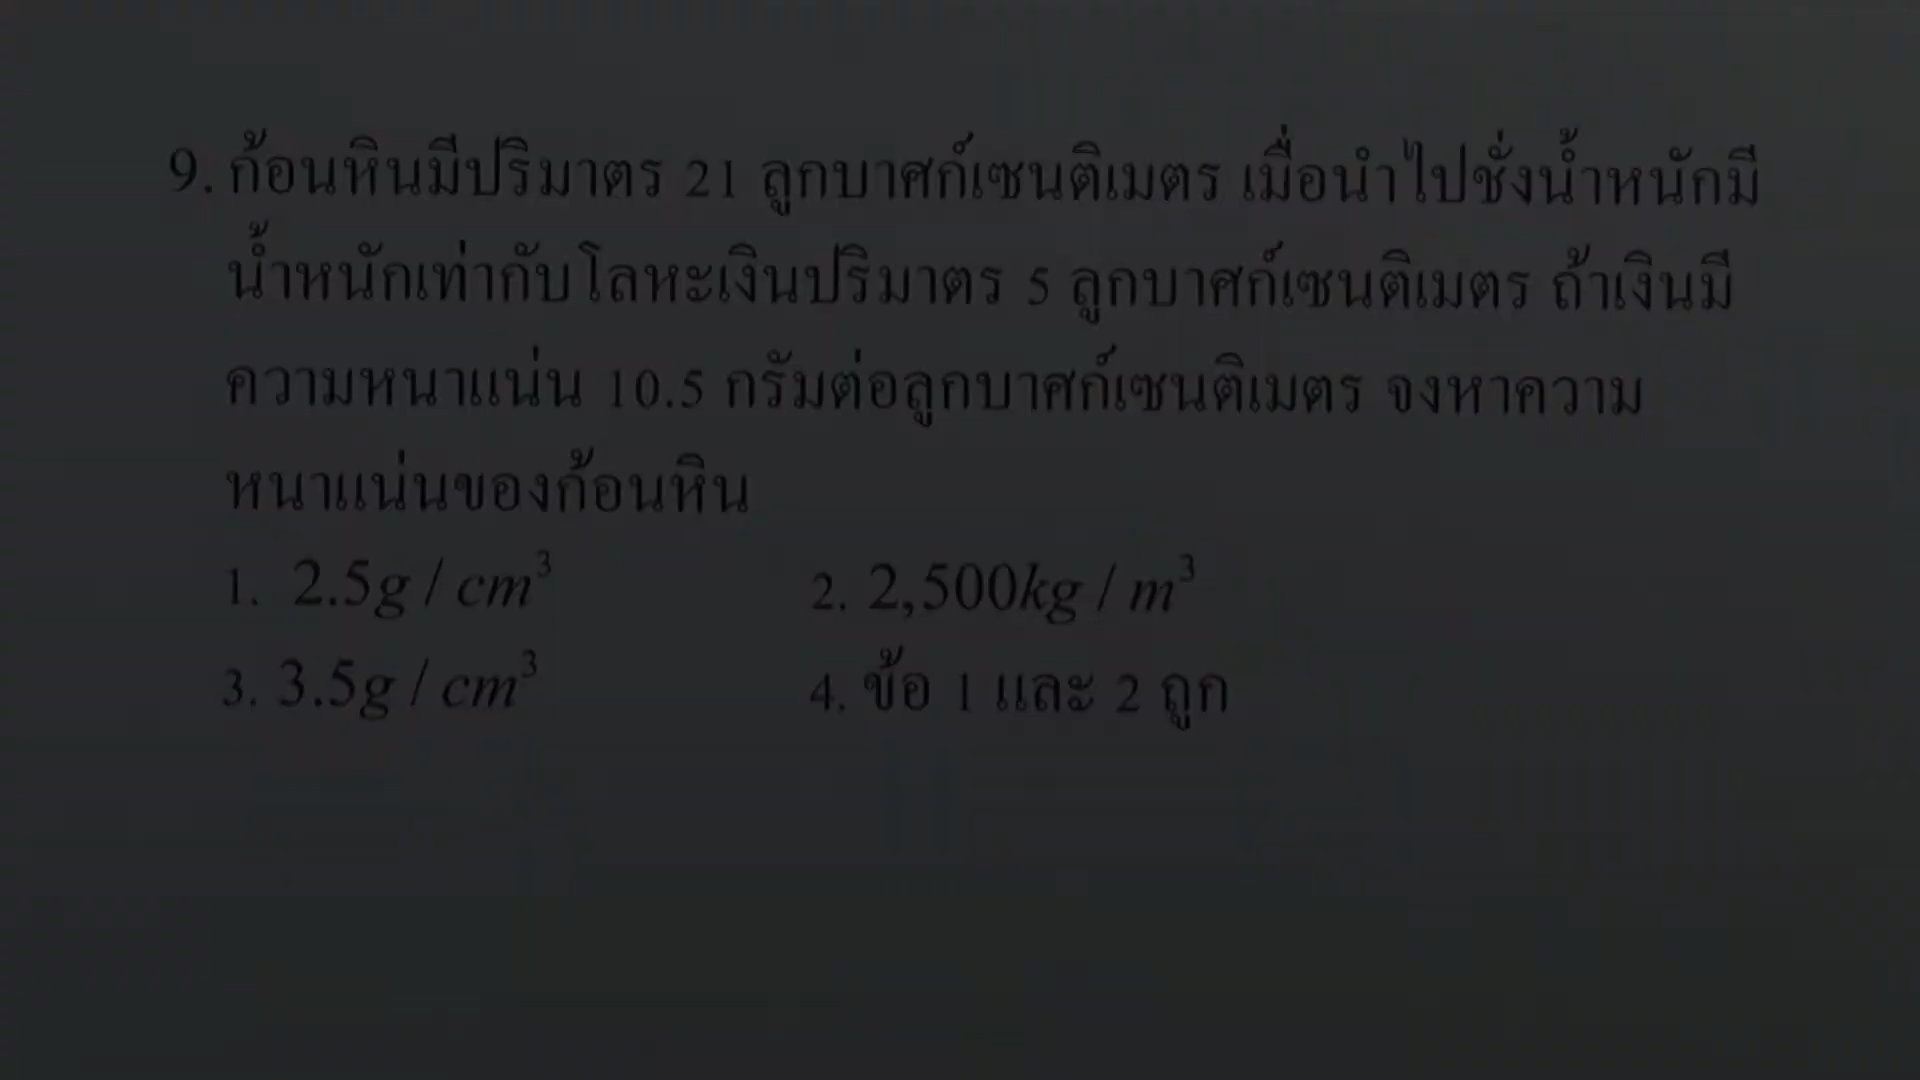 9. ก้อนหินมีปริมาตร 21 ลูกบาศก์เซนติเมตร เมื่อนำไปชั่งน้ำหนักมี
น้ำหนักเท่ากับโลหะเงินปริมาตร 5 ลูกบาศก์เซนติเมตร ถ้าเงินมี
ความหนาแน่น 10.5 กรัมต่อลูกบาศก์เซนติเมตร จงหาความ
หนาแน่นของก้อนหิน
1. 2.5g / cm³ 2. 2,500kg / m³
3. 3.5g / cm³ 4. ข้อ 1 และ 2 ถูก